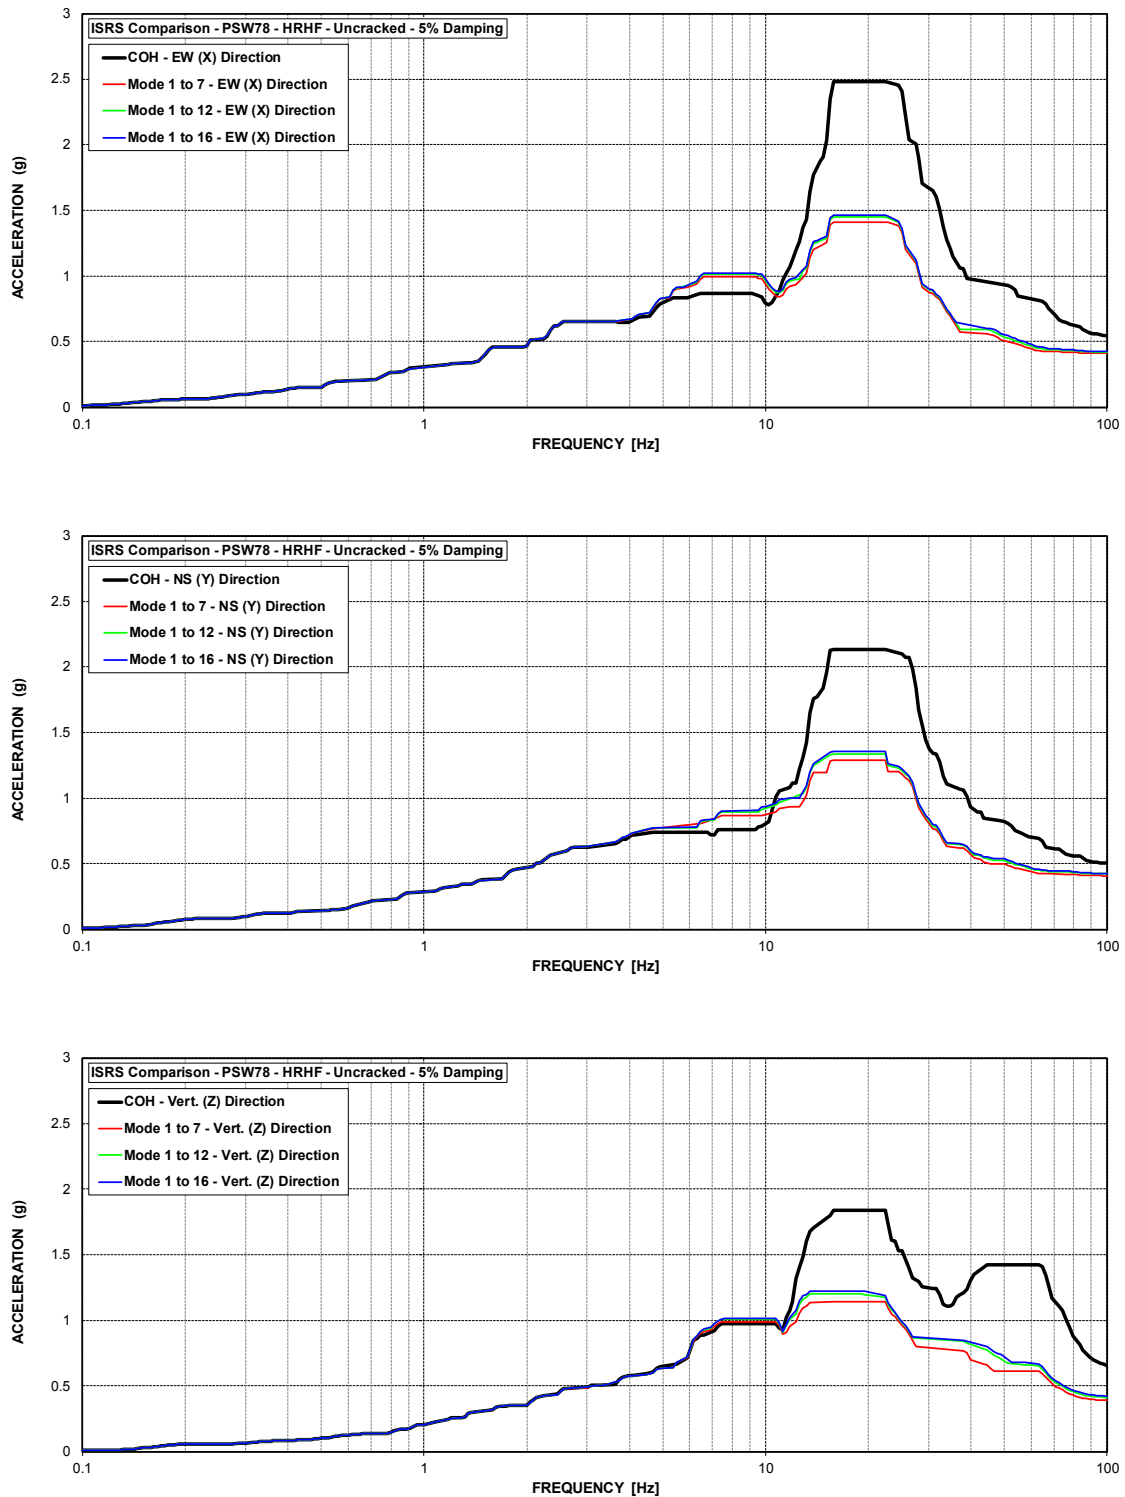 ISRS Comparison - PSW78 - HRHF - Uncracked - 5% Damping
COH - EW (X) Direction
Mode 1 to 7 - EW (X) Direction
Mode 1 to 12 - EW (X) Direction
Mode 1 to 16 - EW (X) Direction
3
2.5
2
1.5
1
0.5
0
ACCELERATION (g)
0.1
1
10
100
FREQUENCY [Hz]
ISRS Comparison - PSW78 - HRHF - Uncracked - 5% Damping
COH - NS (Y) Direction
Mode 1 to 7 - NS (Y) Direction
Mode 1 to 12 - NS (Y) Direction
Mode 1 to 16 - NS (Y) Direction
3
2.5
2
1.5
1
0.5
0
ACCELERATION (g)
0.1
1
10
100
FREQUENCY [Hz]
ISRS Comparison - PSW78 - HRHF - Uncracked - 5% Damping
COH - Vert. (Z) Direction
Mode 1 to 7 - Vert. (Z) Direction
Mode 1 to 12 - Vert. (Z) Direction
Mode 1 to 16 - Vert. (Z) Direction
3
2.5
2
1.5
1
0.5
0
ACCELERATION (g)
0.1
1
10
100
FREQUENCY [Hz]